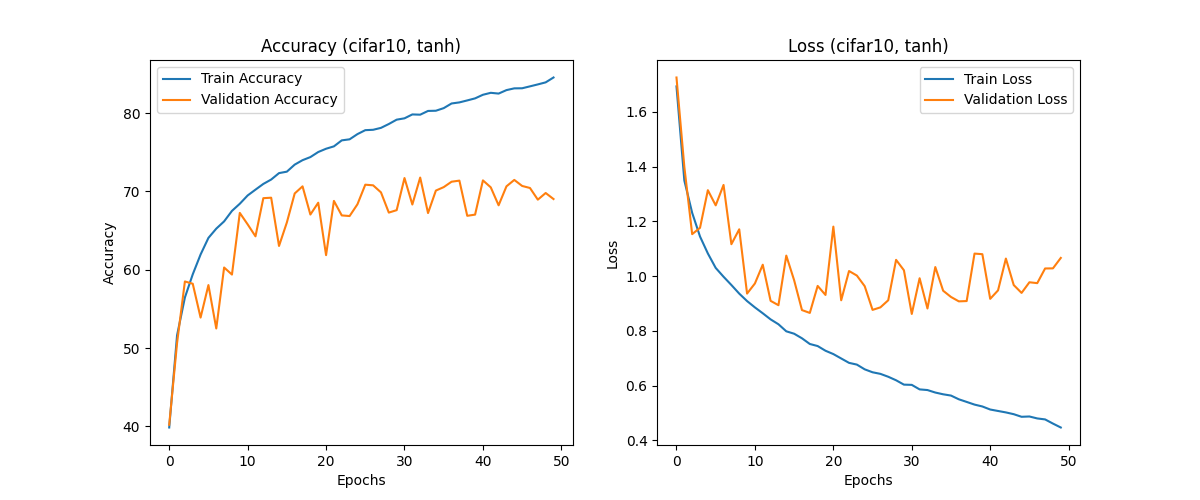 Accuracy (cifar10, tanh)
Train Accuracy
Validation Accuracy
Accuracy
80
70
60
50
40
0 10 20 30 40 50
Epochs
Loss (cifar10, tanh)
Train Loss
Validation Loss
Loss
1.6
1.4
1.2
1.0
0.8
0.6
0.4
0 10 20 30 40 50
Epochs